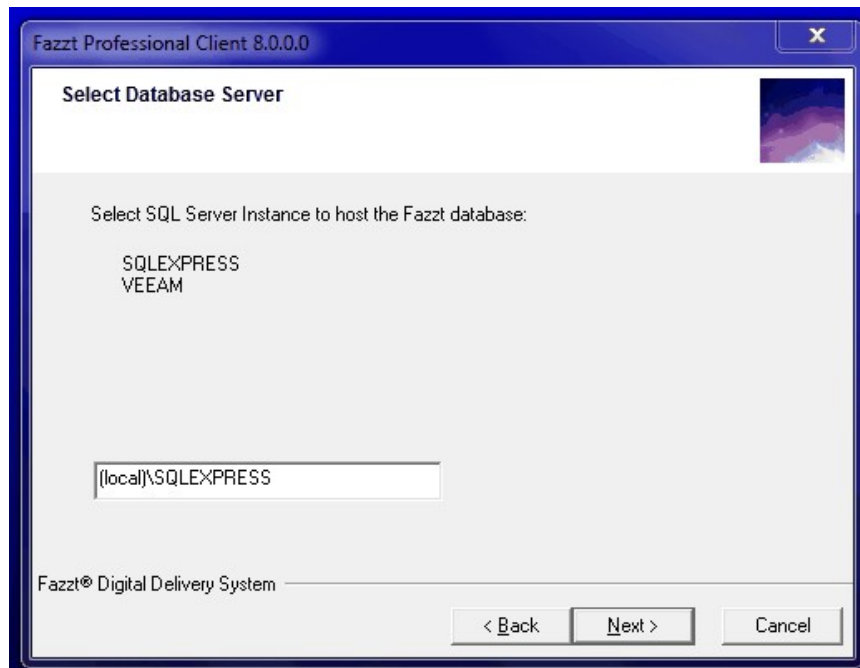 Fazzt Professional Client 8.0.0.0
Select Database Server
Select SQL Server Instance to host the Fazzt database:
SQLEXPRESS
VEEAM
(local)\SQLEXPRESS
Fazzt® Digital Delivery System
< Back
Next >
Cancel